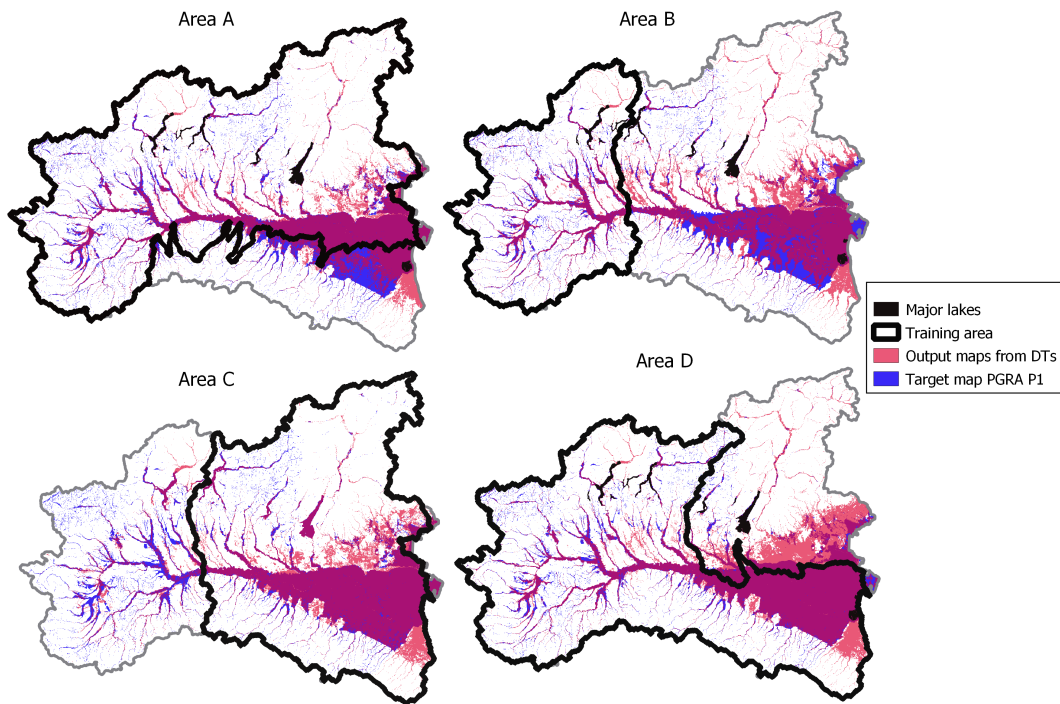 Area A
Area B
Major lakes
Training area
Output maps from DTs
Target map PGRA P1
Area C
Area D